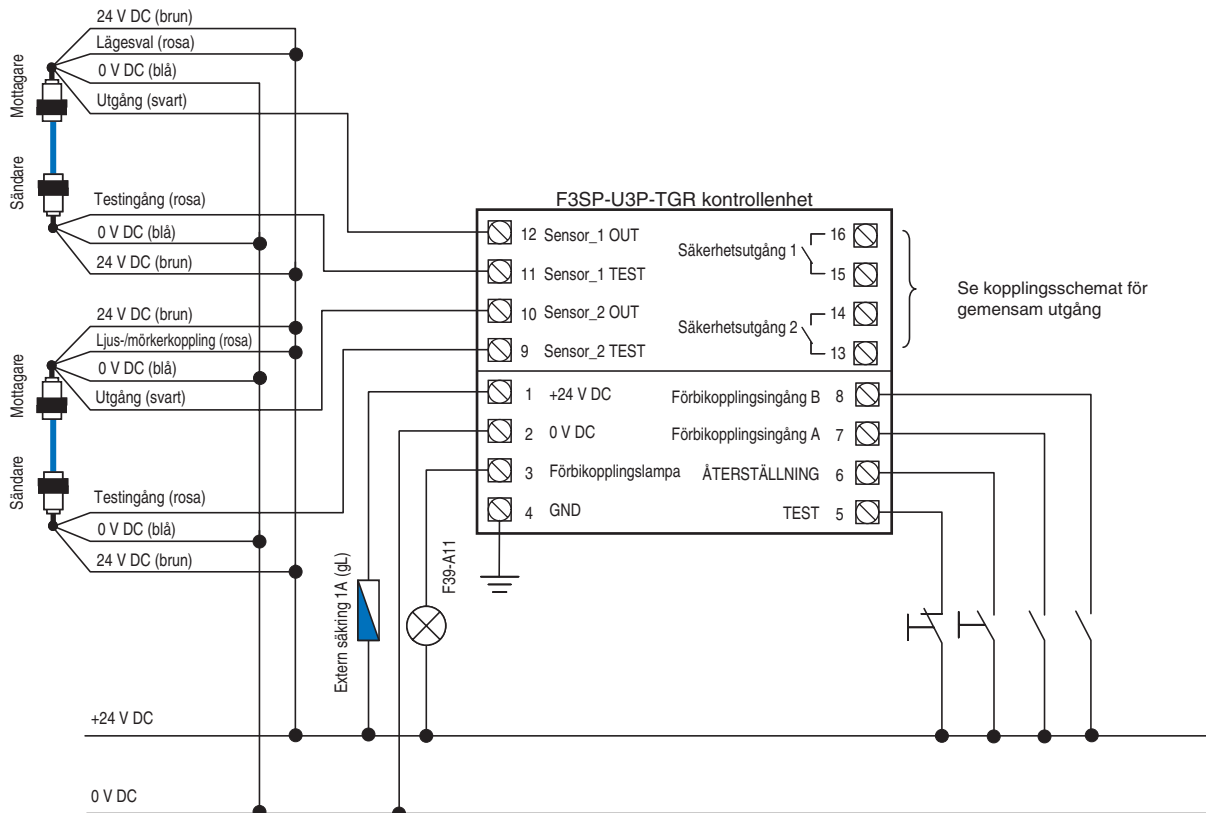 24 V DC (brun)
Lägesval (rosa)
0 V DC (blå)
Utgång (svart)
Mottagare
Sändare
Testingång (rosa)
0 V DC (blå)
24 V DC (brun)
24 V DC (brun)
Ljus-/mörkerkoppling (rosa)
0 V DC (blå)
Utgång (svart)
Mottagare
Sändare
Testingång (rosa)
0 V DC (blå)
24 V DC (brun)
F3SP-U3P-TGR kontrollenhet
12 Sensor_1 OUT
11 Sensor_1 TEST
10 Sensor_2 OUT
9 Sensor_2 TEST
Säkerhetsutgång 1
16
15
Säkerhetsutgång 2
14
13
Se kopplingsschemat för
gemensam utgång
1 +24 V DC
2 0 V DC
3 Förbikopplingslampa
4 GND
Förbikopplingsingång B 8
Förbikopplingsingång A 7
ÅTERSTÄLLNING 6
TEST 5
Extern säkring 1A (gL)
F39-A11
+24 V DC
0 V DC